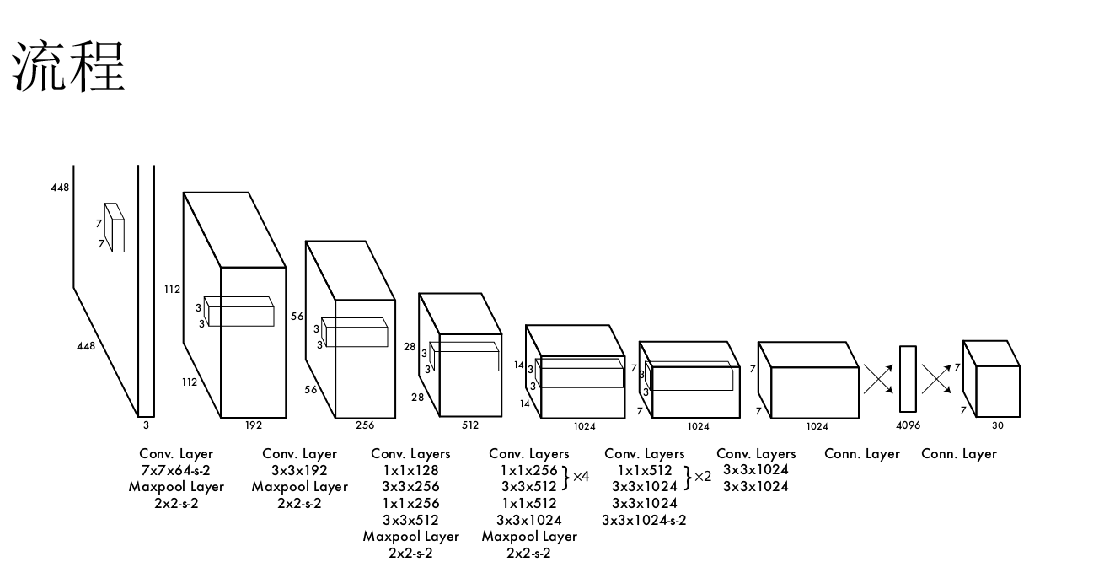 流程
448
7
7
448
3
112
3
3
112
192
56
3
3
56
256
28
3
3
28
512
14
3
3
14
1024
7
3
3
7
1024
7
7
1024
4096
7
7
30
Conv. Layer
7x7x64-s-2
Maxpool Layer
2x2-s-2
Conv. Layer
3x3x192
Maxpool Layer
2x2-s-2
Conv. Layers
1x1x128
3x3x256
1x1x256
3x3x512
Maxpool Layer
2x2-s-2
Conv. Layers
1x1x256
3x3x512 }×4
1x1x512
3x3x1024
Maxpool Layer
2x2-s-2
Conv. Layers
1x1x512
3x3x1024 }×2
3x3x1024
3x3x1024-s-2
Conv. Layers
3x3x1024
3x3x1024
Conn. Layer
Conn. Layer